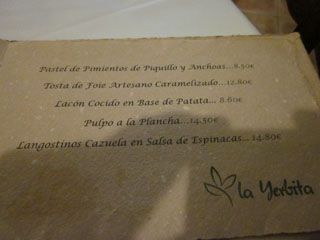 Pastel de Pimientos de Piquillo y Anchoas...8.50€
Tosta de Foie Artesano Caramelizado...12.80€
Lacón Cocido en Base de Patata... 8.60€
Pulpo a la Plancha...14.50€
Langostinos Cazuela en Salsa de Espinacas...14.80€
la Yerbita